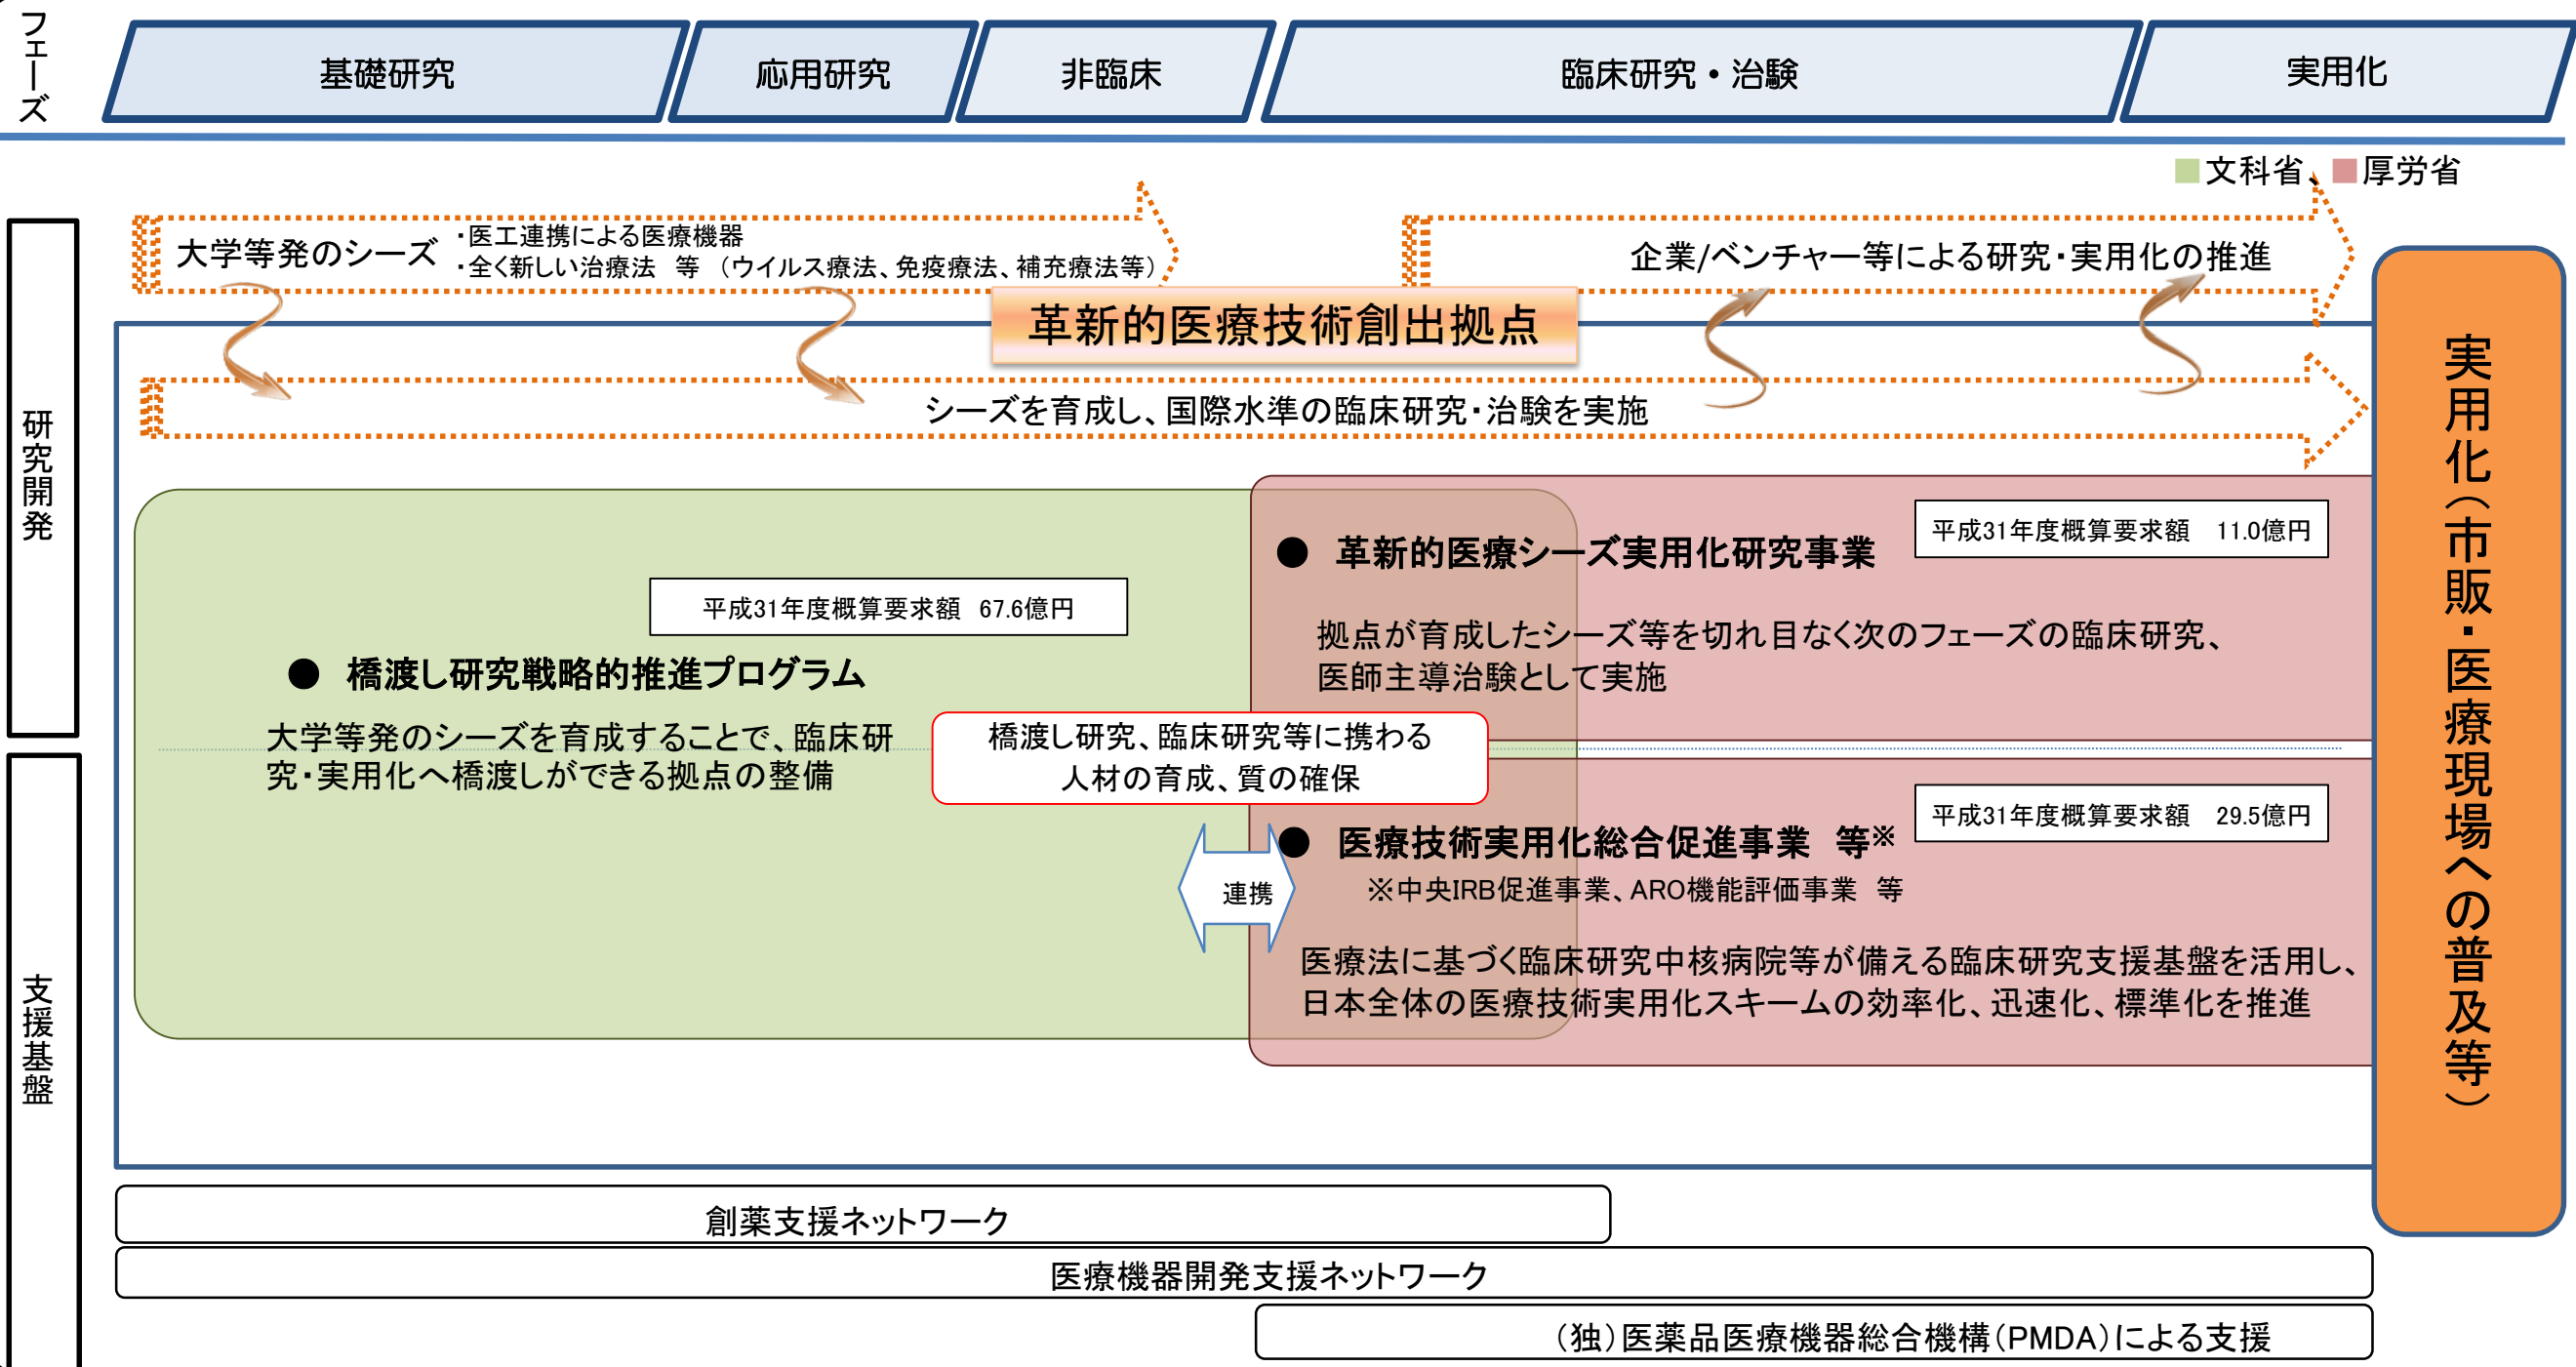 フェーズ
基礎研究
応用研究
非臨床
臨床研究・治験
実用化
文科省、厚労省
研究開発
大学等発のシーズ
・医工連携による医療機器
・全く新しい治療法　等　（ウイルス療法、免疫療法、補充療法等）
企業/ベンチャー等による研究・実用化の推進
革新的医療技術創出拠点
シーズを育成し、国際水準の臨床研究・治験を実施
平成31年度概算要求額　67.6億円
● 橋渡し研究戦略的推進プログラム
大学等発のシーズを育成することで、臨床研
究・実用化へ橋渡しができる拠点の整備
平成31年度概算要求額　11.0億円
● 革新的医療シーズ実用化研究事業
拠点が育成したシーズ等を切れ目なく次のフェーズの臨床研究、
医師主導治験として実施
橋渡し研究、臨床研究等に携わる
人材の育成、質の確保
連携
平成31年度概算要求額　29.5億円
● 医療技術実用化総合促進事業　等※
※中央IRB促進事業、ARO機能評価事業　等
医療法に基づく臨床研究中核病院等が備える臨床研究支援基盤を活用し、
日本全体の医療技術実用化スキームの効率化、迅速化、標準化を推進
実用化（市販・医療現場への普及等）
支援基盤
創薬支援ネットワーク
医療機器開発支援ネットワーク
（独）医薬品医療機器総合機構（PMDA）による支援